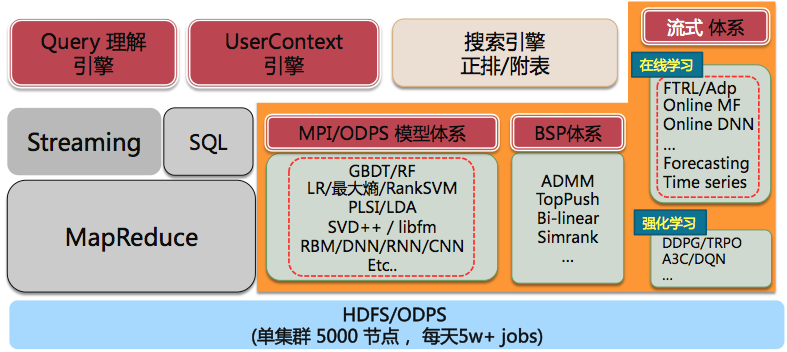 Query 理解
引擎
UserContext
引擎
搜索引擎
正排/附表
流式 体系
在线学习
FTRL/Adp
Online MF
Online DNN
...
Forecasting
Time series
Streaming
SQL
MPI/ODPS 模型体系
GBDT/RF
LR/最大熵/RankSVM
PLSI/LDA
SVD++ / libfm
RBM/DNN/RNN/CNN
Etc..
BSP体系
ADMM
TopPush
Bi-linear
Simrank
...
强化学习
DDPG/TRPO
A3C/DQN
...
MapReduce
HDFS/ODPS
(单集群 5000 节点 ， 每天5w+ jobs)